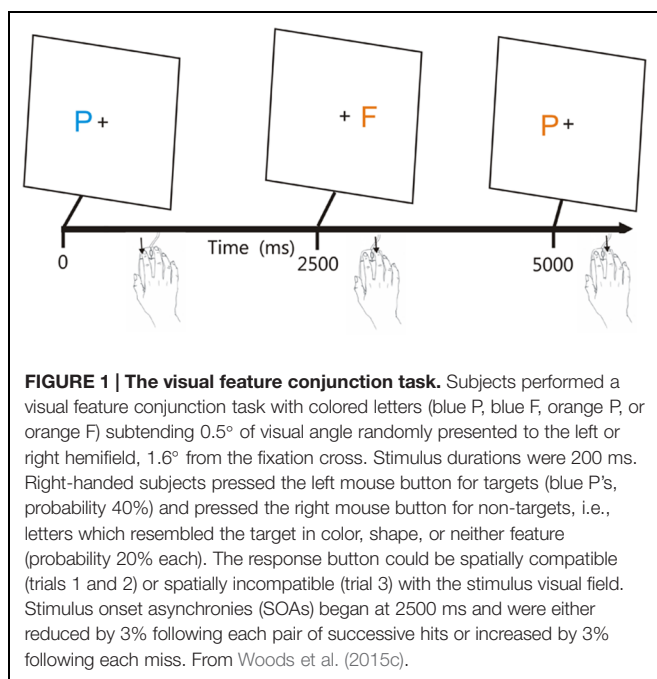 P +
+ F
P +
Time (ms)
0
2500
5000
FIGURE 1 | The visual feature conjunction task. Subjects performed a
visual feature conjunction task with colored letters (blue P, blue F, orange P, or
orange F) subtending 0.5° of visual angle randomly presented to the left or
right hemifield, 1.6° from the fixation cross. Stimulus durations were 200 ms.
Right-handed subjects pressed the left mouse button for targets (blue P's,
probability 40%) and pressed the right mouse button for non-targets, i.e.,
letters which resembled the target in color, shape, or neither feature
(probability 20% each). The response button could be spatially compatible
(trials 1 and 2) or spatially incompatible (trial 3) with the stimulus visual field.
Stimulus onset asynchronies (SOAs) began at 2500 ms and were either
reduced by 3% following each pair of successive hits or increased by 3%
following each miss. From Woods et al. (2015c).